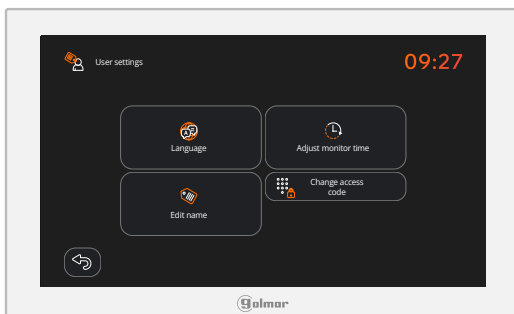 User settings
09:27
Language
Adjust monitor time
Edit name
Change access
code
golmar